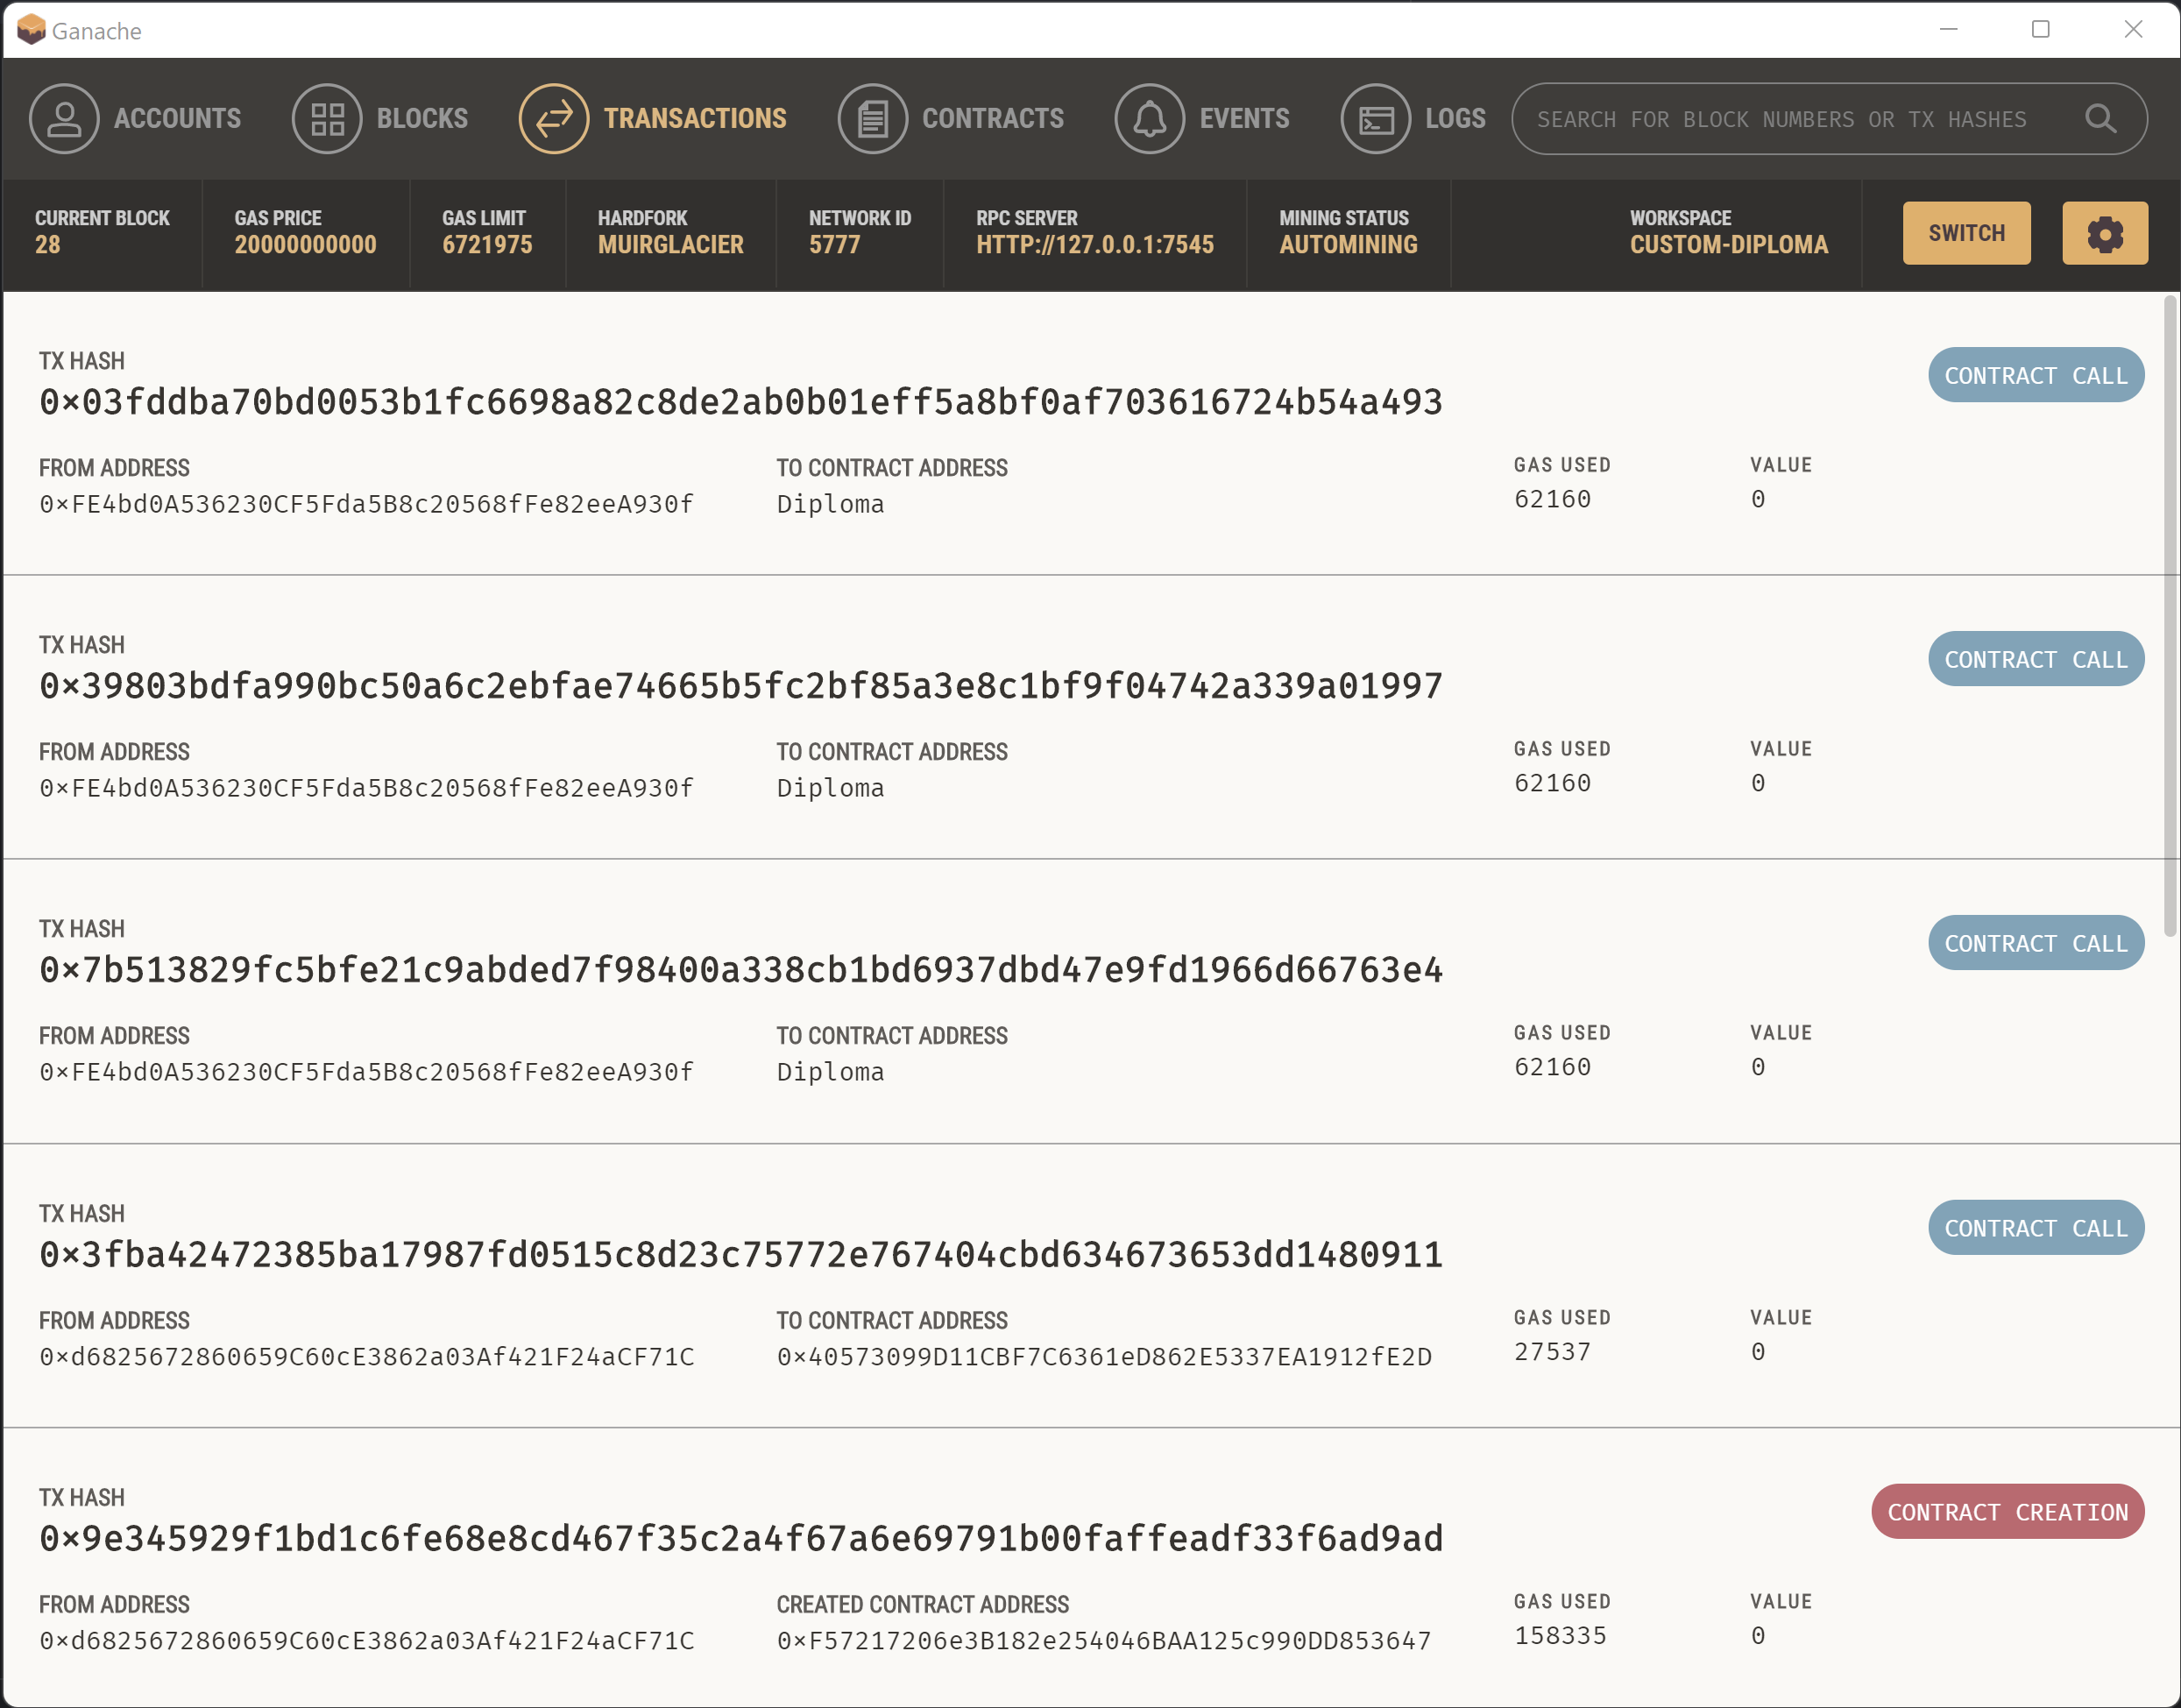 Ganache
ACCOUNTS BLOCKS TRANSACTIONS CONTRACTS EVENTS LOGS SEARCH FOR BLOCK NUMBERS OR TX HASHES
CURRENT BLOCK GAS PRICE GAS LIMIT HARDFORK NETWORK ID RPC SERVER MINING STATUS WORKSPACE
28 20000000000 6721975 MUIRGLACIER 5777 HTTP://127.0.0.1:7545 AUTOMINING CUSTOM-DIPLOMA SWITCH
TX HASH
0×03fddba70bd0053b1fc6698a82c8de2ab0b01eff5a8bf0af703616724b54a493 CONTRACT CALL
FROM ADDRESS TO CONTRACT ADDRESS GAS USED VALUE
0×FE4bd0A536230CF5Fda5B8c20568fFe82eeA930f Diploma 62160 0
TX HASH
0×39803bdfa990bc50a6c2ebfae74665b5fc2bf85a3e8c1bf9f04742a339a01997 CONTRACT CALL
FROM ADDRESS TO CONTRACT ADDRESS GAS USED VALUE
0×FE4bd0A536230CF5Fda5B8c20568fFe82eeA930f Diploma 62160 0
TX HASH
0×7b513829fc5bfe21c9abded7f98400a338cb1bd6937dbd47e9fd1966d66763e4 CONTRACT CALL
FROM ADDRESS TO CONTRACT ADDRESS GAS USED VALUE
0×FE4bd0A536230CF5Fda5B8c20568fFe82eeA930f Diploma 62160 0
TX HASH
0×3fba42472385ba17987fd0515c8d23c75772e767404cbd634673653dd1480911 CONTRACT CALL
FROM ADDRESS TO CONTRACT ADDRESS GAS USED VALUE
0×d6825672860659C60cE3862a03Af421F24aCF71C 0×40573099D11CBF7C6361eD862E5337EA1912fE2D 27537 0
TX HASH
0×9e345929f1bd1c6fe68e8cd467f35c2a4f67a6e69791b00faffeadf33f6ad9ad CONTRACT CREATION
FROM ADDRESS CREATED CONTRACT ADDRESS GAS USED VALUE
0×d6825672860659C60cE3862a03Af421F24aCF71C 0×F57217206e3B182e254046BAA125c990DD853647 158335 0